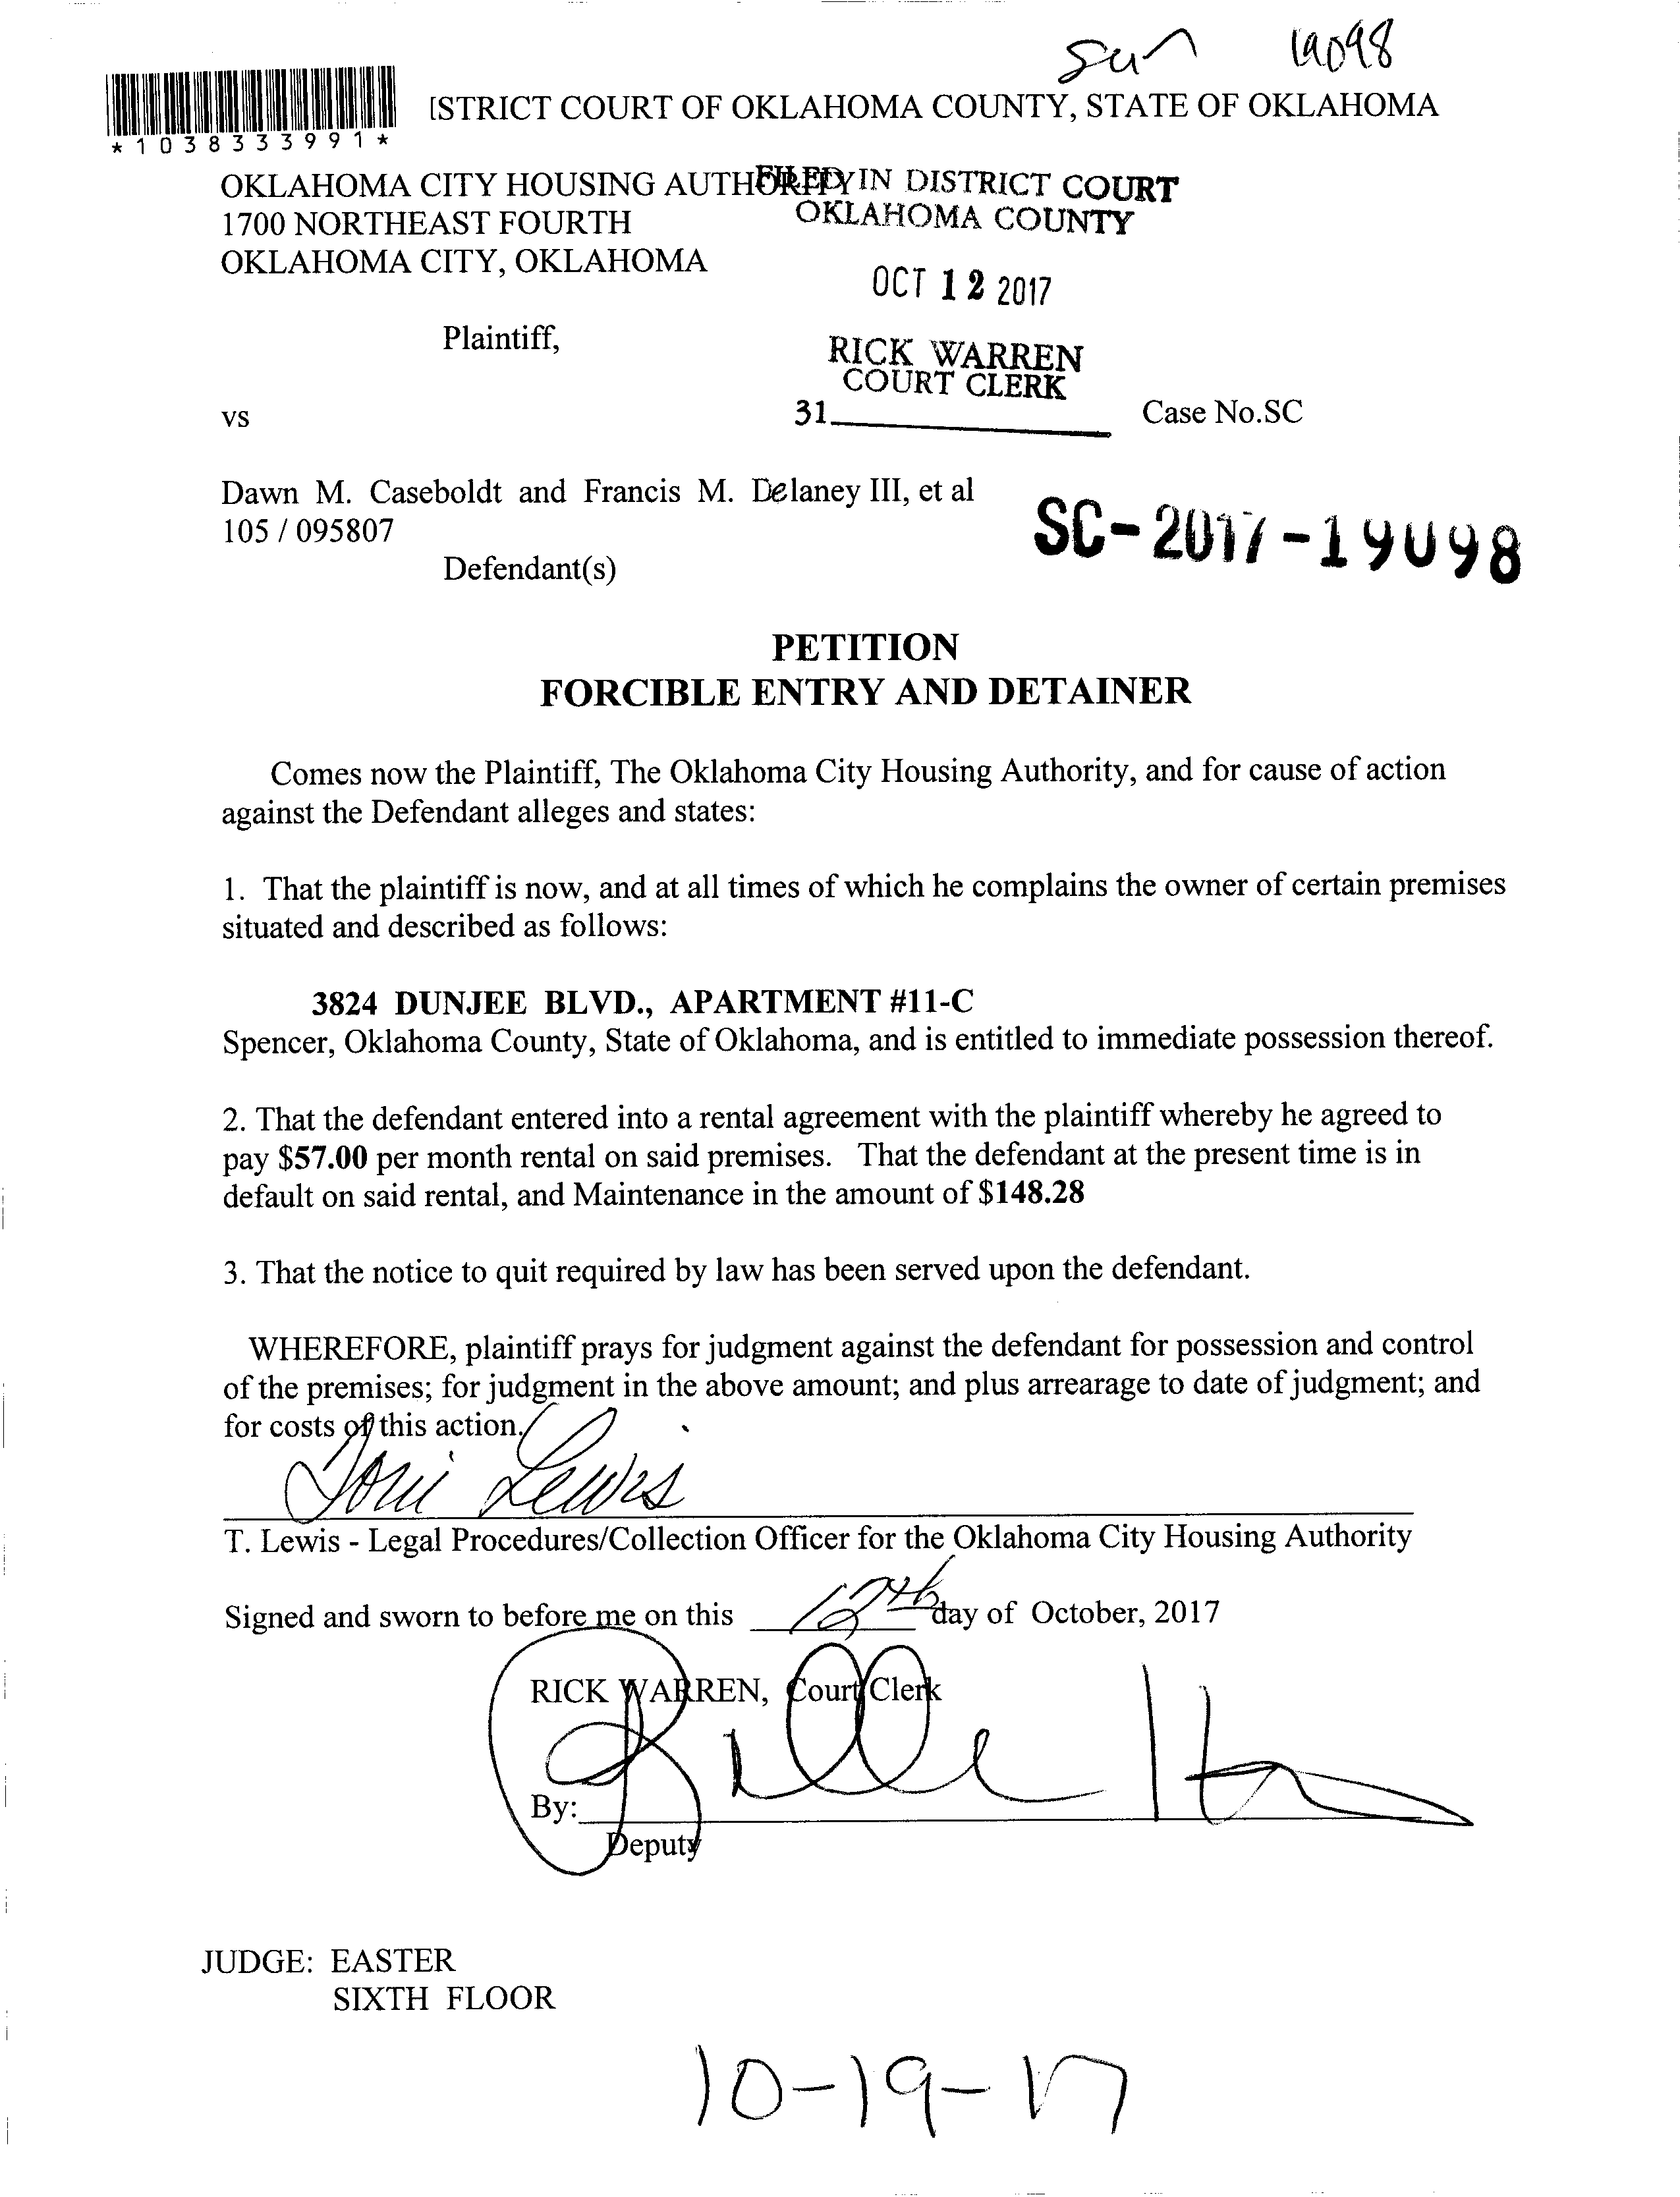 19098
*1038333991*
ISTRICT COURT OF OKLAHOMA COUNTY, STATE OF OKLAHOMA
OKLAHOMA CITY HOUSING AUTHORITY
FILED IN DISTRICT COURT
1700 NORTHEAST FOURTH
OKLAHOMA COUNTY
OKLAHOMA CITY, OKLAHOMA
OCT 12 2017
Plaintiff,
RICK WARREN
COURT CLERK
vs
31
Case No.SC
Dawn M. Caseboldt and Francis M. Delaney III, et al
105 / 095807
SC-2017-19098
Defendant(s)
PETITION
FORCIBLE ENTRY AND DETAINER
Comes now the Plaintiff, The Oklahoma City Housing Authority, and for cause of action
against the Defendant alleges and states:
1. That the plaintiff is now, and at all times of which he complains the owner of certain premises
situated and described as follows:
3824 DUNJEE BLVD., APARTMENT #11-C
Spencer, Oklahoma County, State of Oklahoma, and is entitled to immediate possession thereof.
2. That the defendant entered into a rental agreement with the plaintiff whereby he agreed to
pay $57.00 per month rental on said premises. That the defendant at the present time is in
default on said rental, and Maintenance in the amount of $148.28
3. That the notice to quit required by law has been served upon the defendant.
WHEREFORE, plaintiff prays for judgment against the defendant for possession and control
of the premises; for judgment in the above amount; and plus arrearage to date of judgment; and
for costs of this action.
Toni Lewis
T. Lewis - Legal Procedures/Collection Officer for the Oklahoma City Housing Authority
Signed and sworn to before me on this 12th day of October, 2017
RICK WARREN, Court Clerk
By:
Deputy
JUDGE: EASTER
SIXTH FLOOR
10-19-17